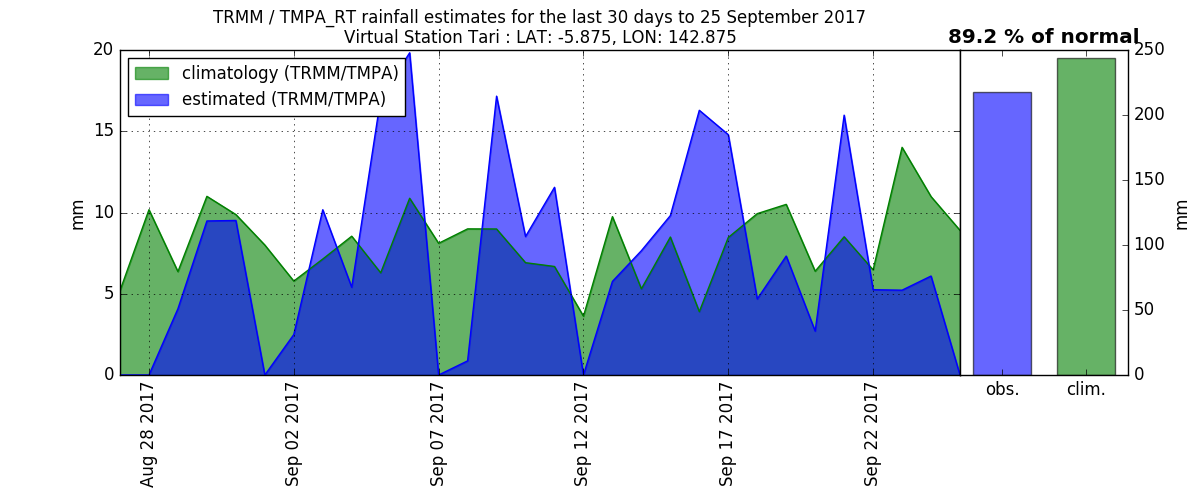 TRMM / TMPA_RT rainfall estimates for the last 30 days to 25 September 2017
Virtual Station Tari : LAT: -5.875, LON: 142.875
89.2 % of normal
climatology (TRMM/TMPA)
estimated (TRMM/TMPA)
mm
20
15
10
5
0
Aug 28 2017
Sep 02 2017
Sep 07 2017
Sep 12 2017
Sep 17 2017
Sep 22 2017
obs.
clim.
250
200
150
100
50
0
mm